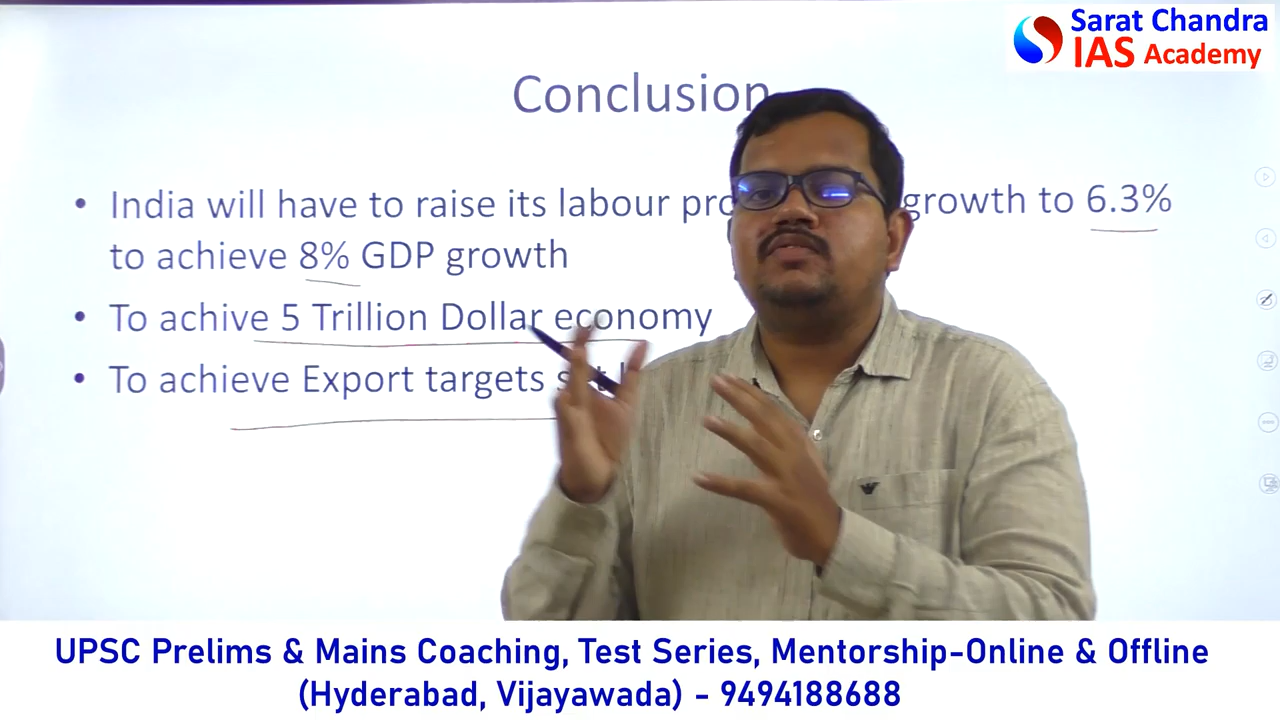 Sarat Chandra
IAS Academy
Conclusion
• India will have to raise its labour growth to 6.3%
to achieve 8% GDP growth
• To achive 5 Trillion Dollar economy
• To achieve Export targets
UPSC Prelims & Mains Coaching, Test Series, Mentorship-Online & Offline
(Hyderabad, Vijayawada) - 9494188688